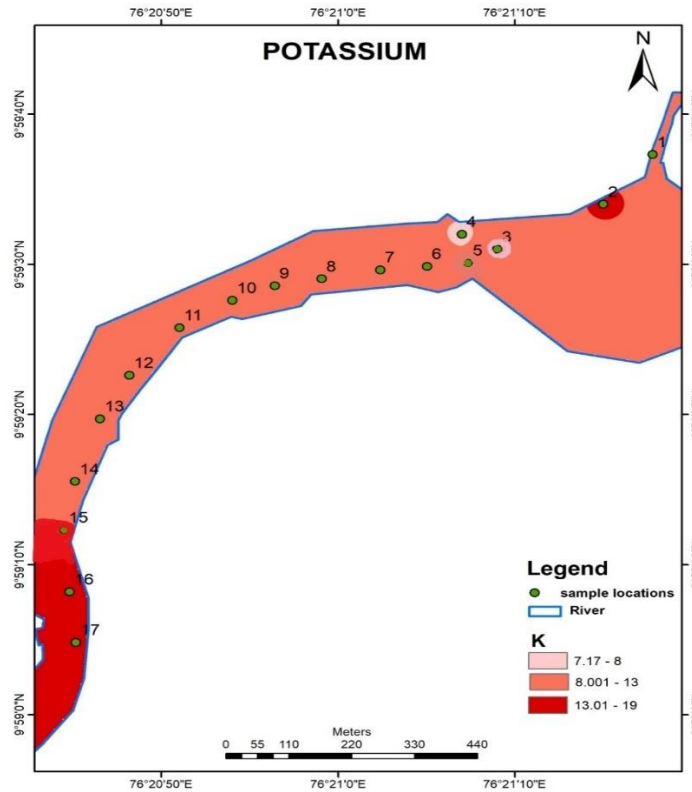 76°20'50"E 76°21'0"E 76°21'10"E
POTASSIUM
N
9°59'40"N
1
2
4
3
9°59'30"N
5
6
7
8
9
10
11
12
9°59'20"N
13
14
15
9°59'10"N
16
17
9°59'0"N
Legend
sample locations
River
K
7.17 - 8
8.001 - 13
13.01 - 19
Meters
0 55 110 220 330 440
76°20'50"E 76°21'0"E 76°21'10"E